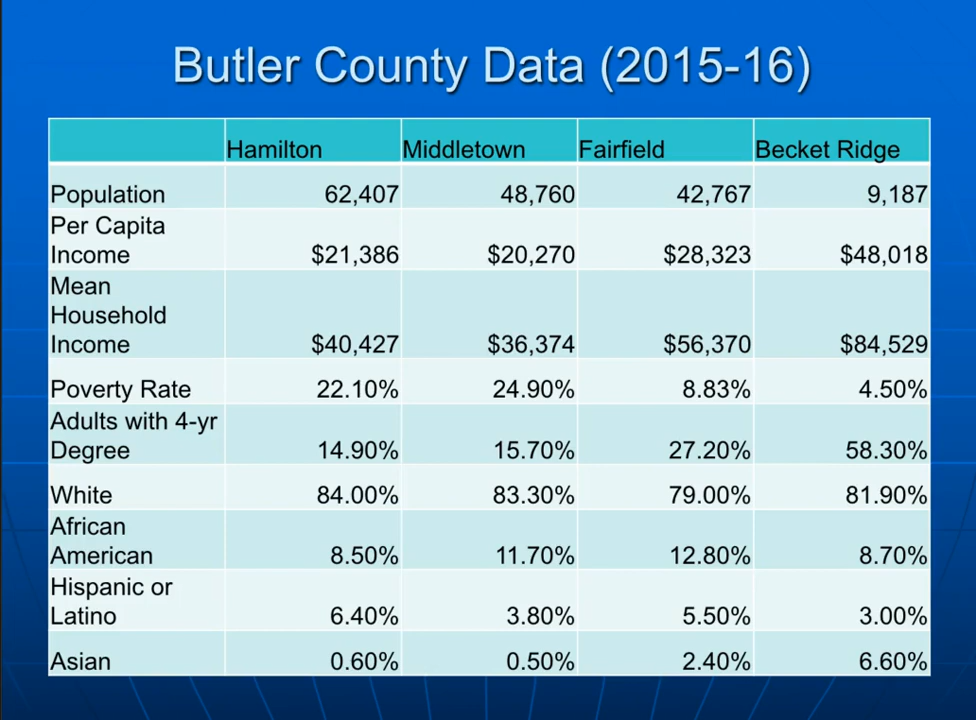 Butler County Data (2015-16)
Hamilton Middletown Fairfield Becket Ridge
Population 62,407 48,760 42,767 9,187
Per Capita
Income $21,386 $20,270 $28,323 $48,018
Mean
Household
Income $40,427 $36,374 $56,370 $84,529
Poverty Rate 22.10% 24.90% 8.83% 4.50%
Adults with 4-yr
Degree 14.90% 15.70% 27.20% 58.30%
White 84.00% 83.30% 79.00% 81.90%
African
American 8.50% 11.70% 12.80% 8.70%
Hispanic or
Latino 6.40% 3.80% 5.50% 3.00%
Asian 0.60% 0.50% 2.40% 6.60%